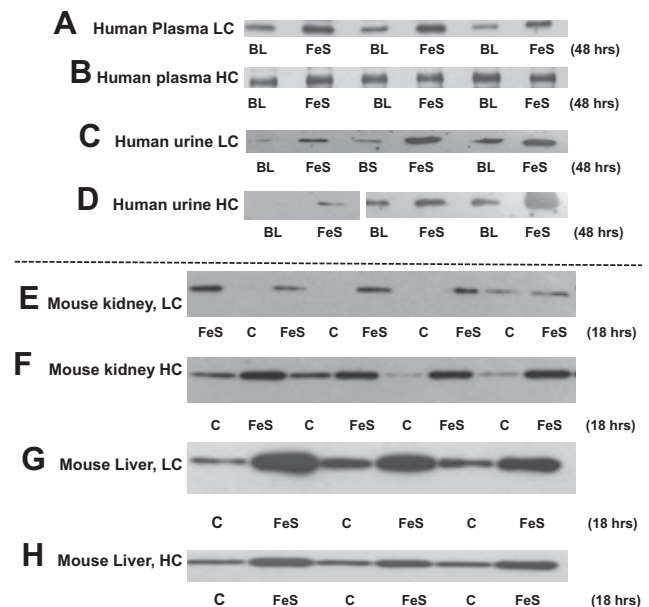 A Human Plasma LC
BL FeS BL FeS BL FeS (48 hrs)
B Human plasma HC
BL FeS BL FeS BL FeS (48 hrs)
C Human urine LC
BL FeS BS FeS BL FeS (48 hrs)
D Human urine HC
BL FeS BL FeS BL FeS (48 hrs)
E Mouse kidney, LC
FeS C FeS C FeS C FeS C FeS (18 hrs)
F Mouse kidney HC
C FeS C FeS C FeS C FeS (18 hrs)
G Mouse Liver, LC
C FeS C FeS C FeS (18 hrs)
H Mouse Liver, HC
C FeS C FeS C FeS (18 hrs)